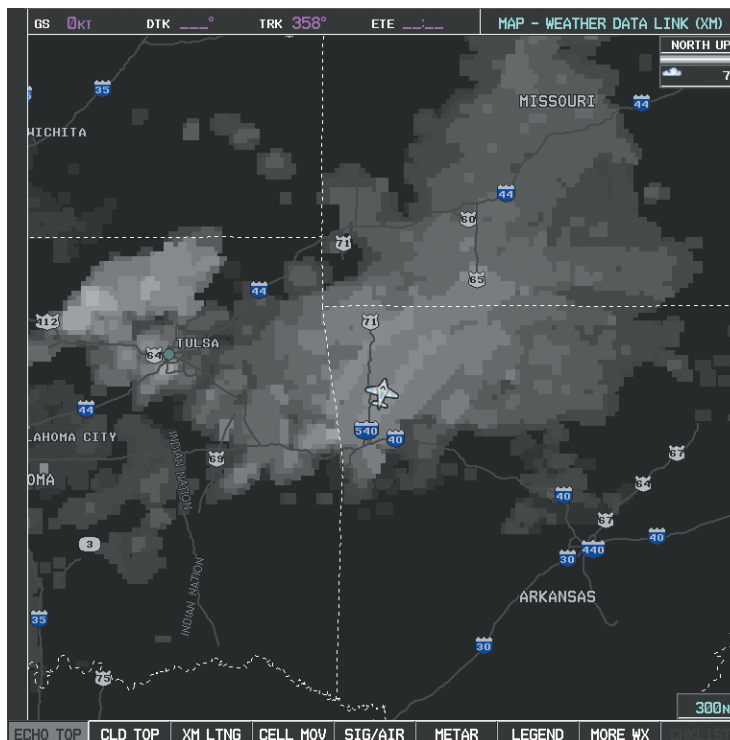 GS 0KT DTK ___° TRK 358° ETE __:__ MAP - WEATHER DATA LINK (XM)
NORTH UP
7
35
MISSOURI
44
WICHITA
44
60
71
65
44
412
71
TULSA
64
44
540
40
LAHOMA CITY
INDIAN NATION
69
67
OMA
64
40
67
3
40
440
30
INDIAN NATION
ARKANSAS
35
30
75
300N
ECHO TOP CLD TOP XM LTNG CELL MOV SIG/AIR METAR LEGEND MORE WX CHKLIST